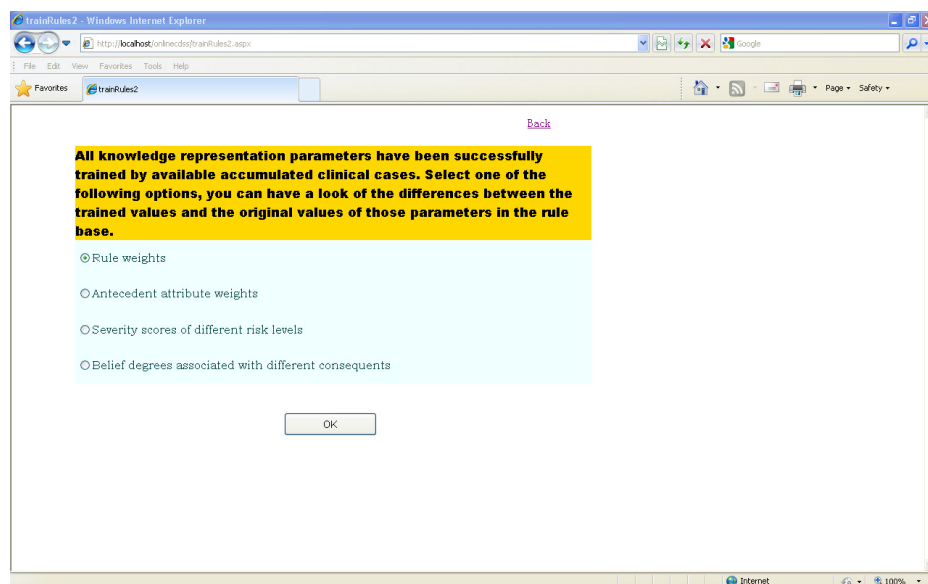 trainRules2 - Windows Internet Explorer
http://localhost/onlinecdss/trainRules2.aspx
Google
File Edit View Favorites Tools Help
Favorites trainRules2 Page Safety
Back
All knowledge representation parameters have been successfully
trained by available accumulated clinical cases. Select one of the
following options, you can have a look of the differences between the
trained values and the original values of those parameters in the rule
base.
Rule weights
Antecedent attribute weights
Severity scores of different risk levels
Belief degrees associated with different consequents
OK
Internet 100%